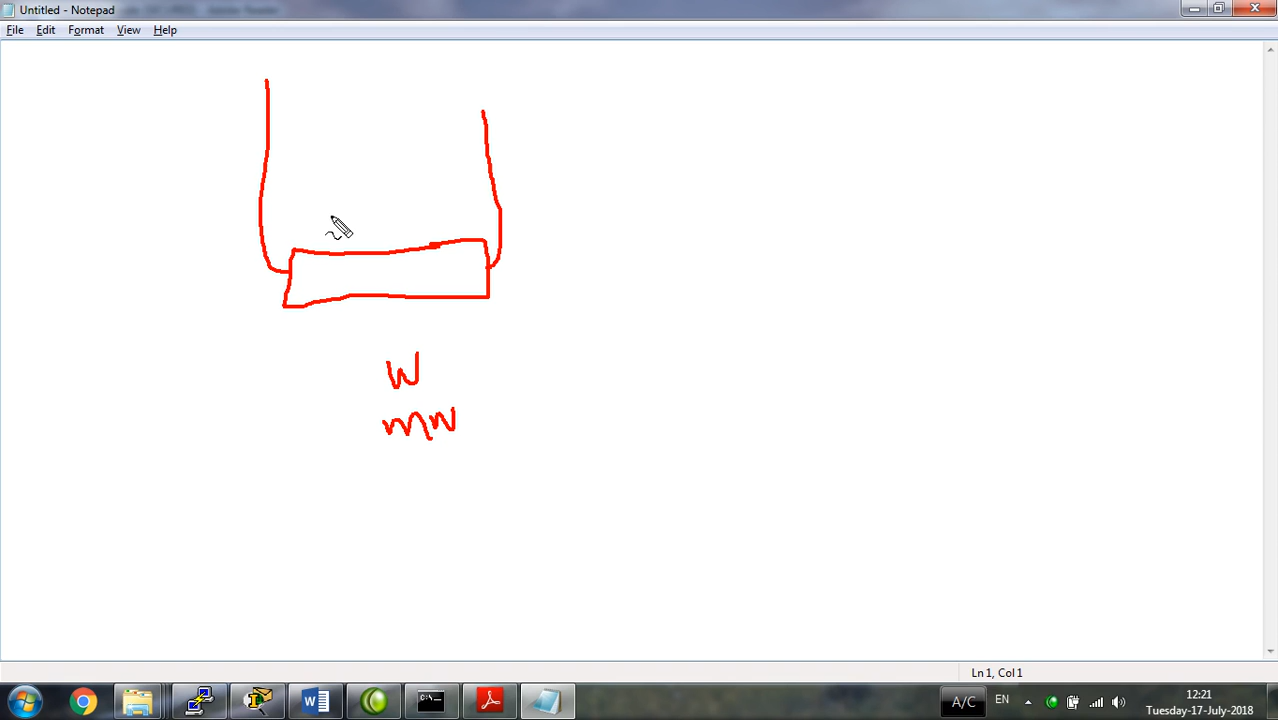 Untitled - Notepad
File Edit Format View Help
W
mW
Ln 1, Col 1
A/C EN 12:21
Tuesday-17-July-2018